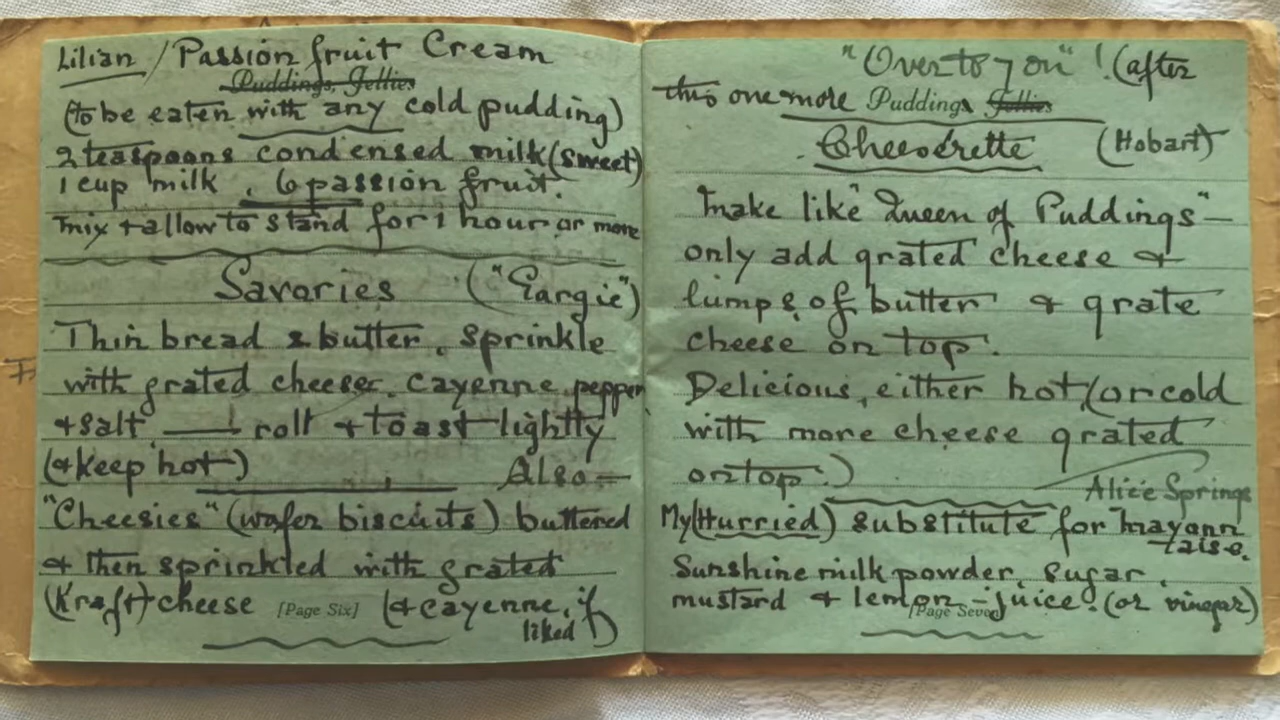 Lilian / Passion fruit Cream
Puddings, Jellies
(to be eaten with any cold pudding)
2 teaspoons condensed milk (sweet)
1 cup milk, 6 passion fruit.
Mix + allow to stand for 1 hour or more
Savories ("Gargie")
Thin bread & butter, sprinkle
with grated cheese, cayenne pepper
+ salt, — roll + toast lightly
(& keep hot) Also —
"Cheesies" (wafer biscuits) buttered
& then sprinkled with grated
(Kraft) cheese [Page Six] (& cayenne, if
liked)
"Over to you"! (after
this one more Puddings Jellies
Cheeserette (Hobart)
"Make like Queen of Puddings" —
only add grated cheese &
lumps of butter & grate
cheese on top.
Delicious, either hot, (or cold
with more cheese grated
on top.)
Alice Springs
My (Hurried) substitute for mayonn
-aise.
Sunshine milk powder, sugar,
mustard & lemon-juice. (or vinegar)
[Page Seven]